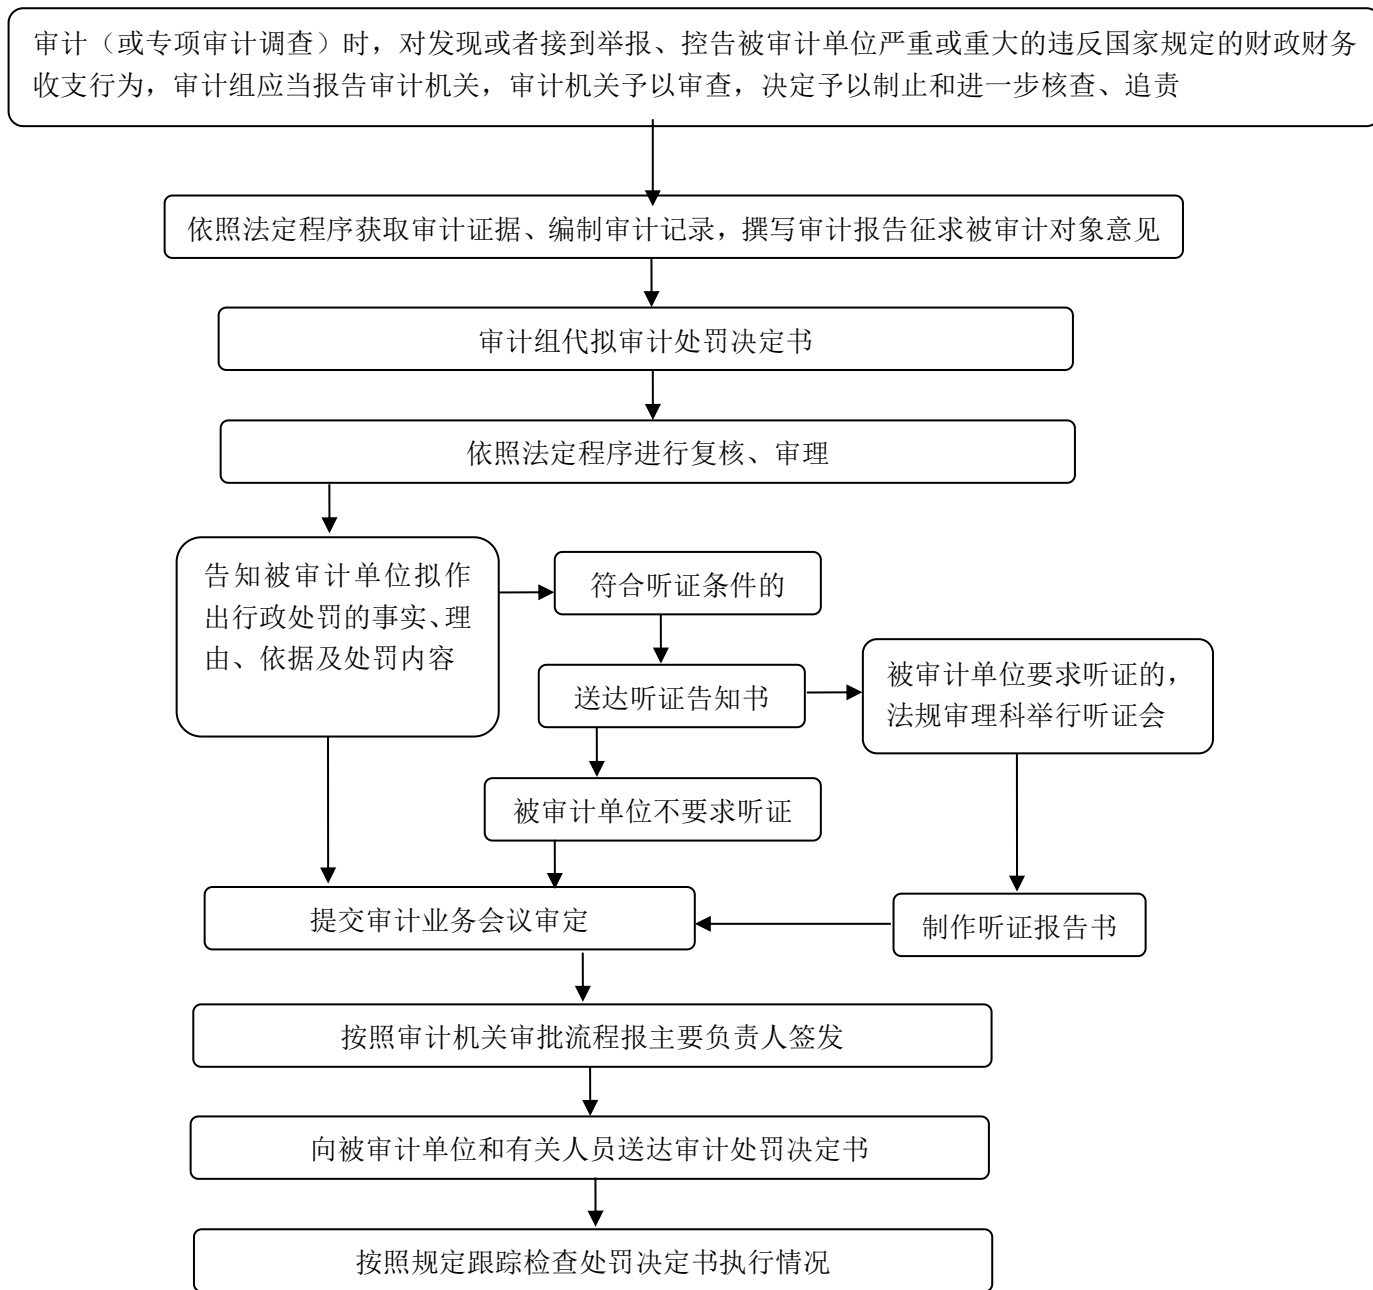 审计（或专项审计调查）时，对发现或者接到举报、控告被审计单位严重或重大的违反国家规定的财政财务
收支行为，审计组应当报告审计机关，审计机关予以审查，决定予以制止和进一步核查、追责
依照法定程序获取审计证据、编制审计记录，撰写审计报告征求被审计对象意见
审计组代拟审计处罚决定书
依照法定程序进行复核、审理
告知被审计单位拟作
出行政处罚的事实、理
由、依据及处罚内容
符合听证条件的
送达听证告知书
被审计单位要求听证的，
法规审理科举行听证会
被审计单位不要求听证
提交审计业务会议审定
制作听证报告书
按照审计机关审批流程报主要负责人签发
向被审计单位和有关人员送达审计处罚决定书
按照规定跟踪检查处罚决定书执行情况